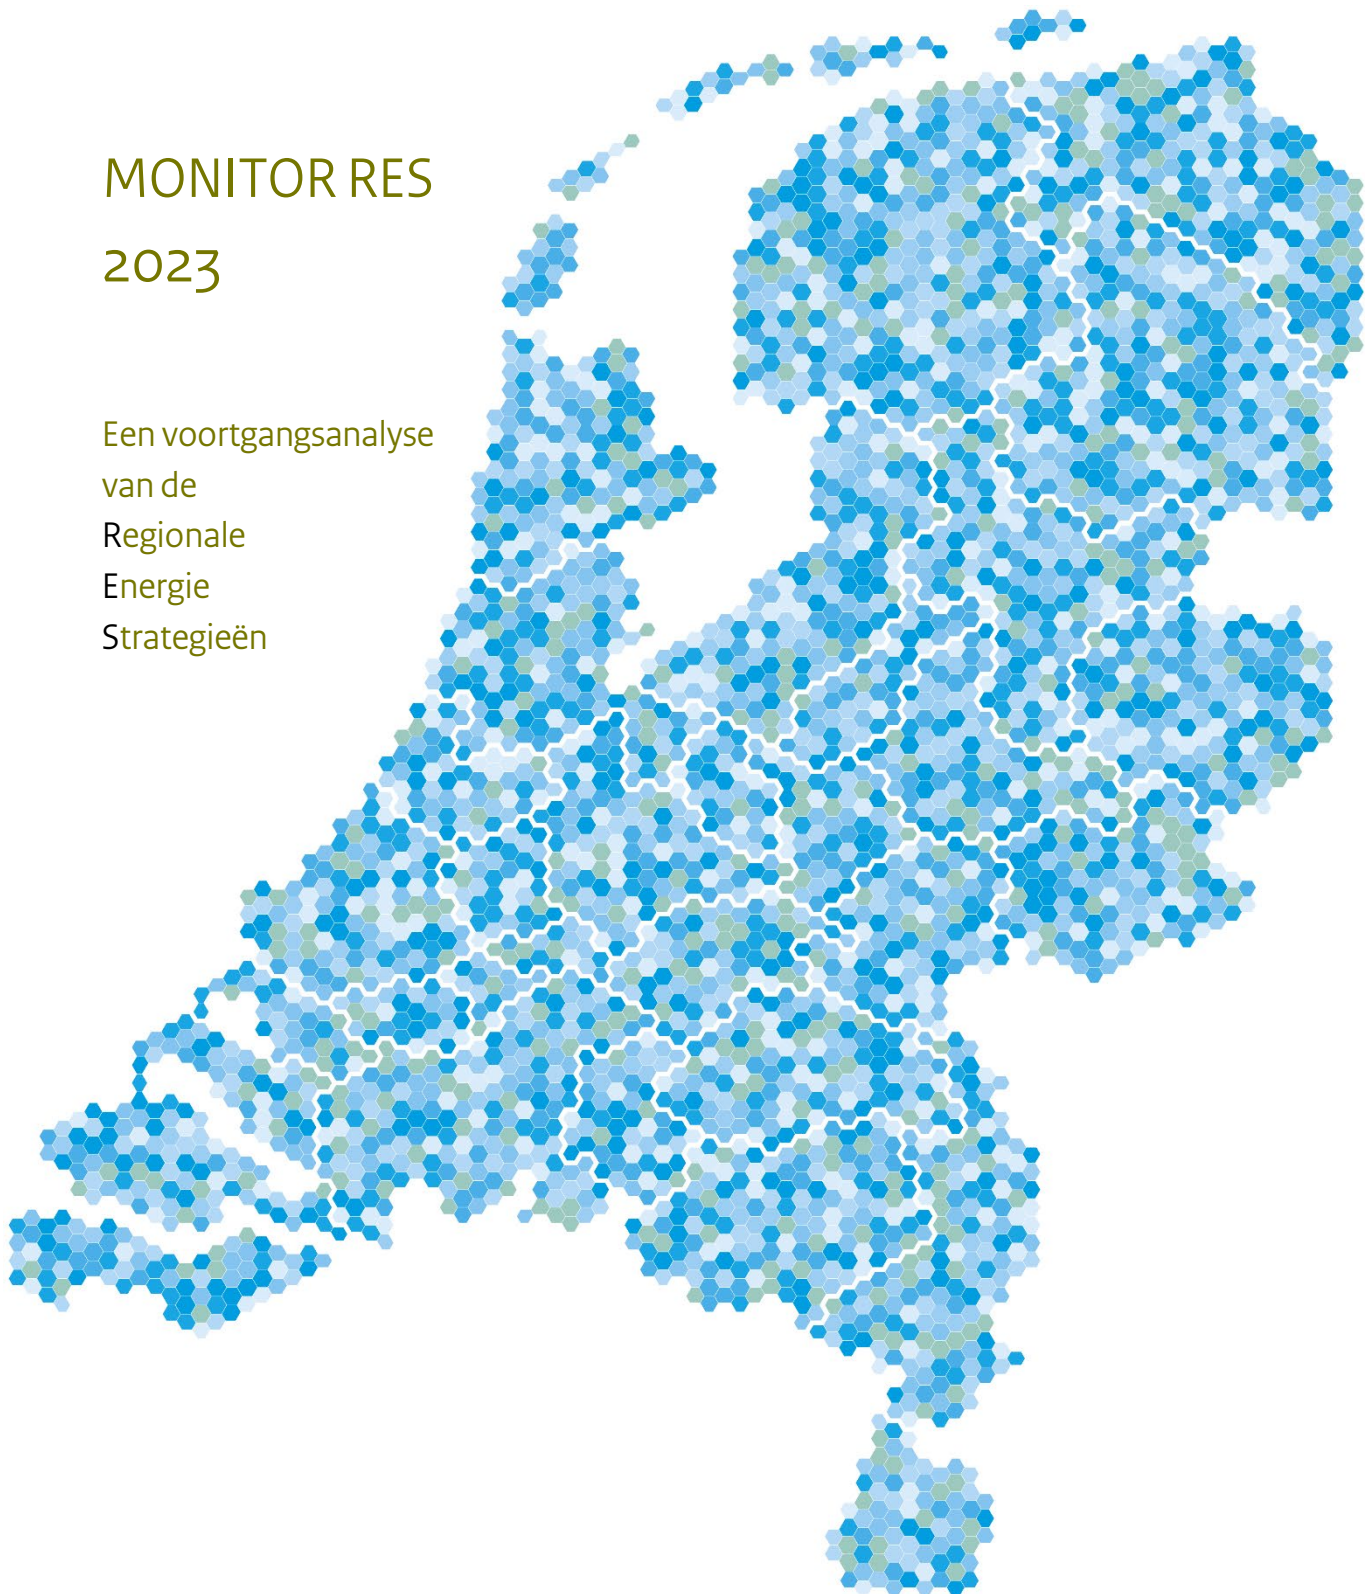 MONITOR RES
2023
Een voortgangsanalyse
van de
Regionale
Energie
Strategieën